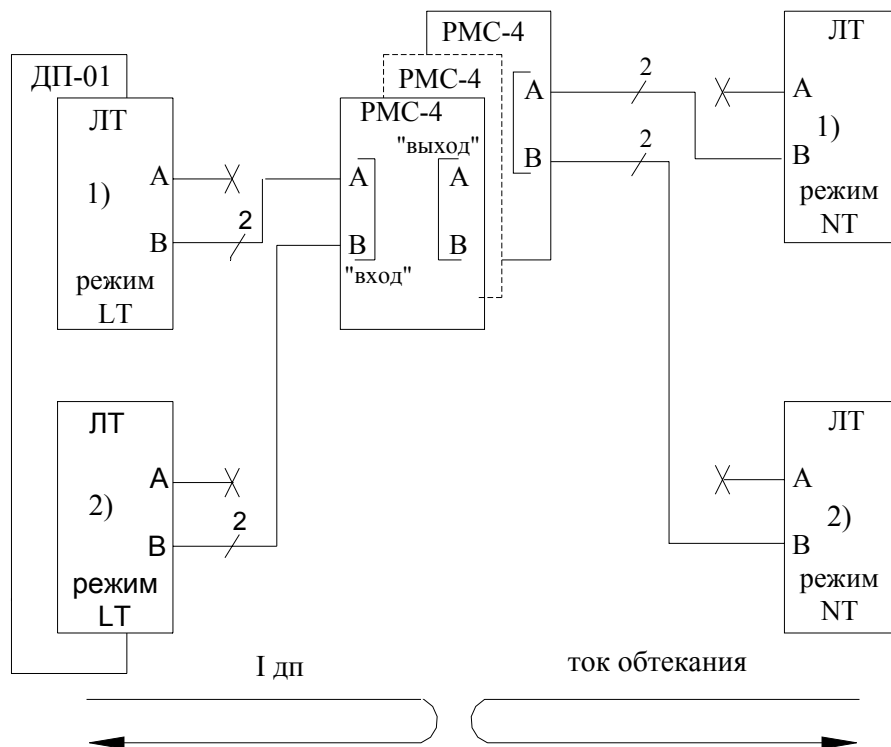 ДП-01
ЛТ
1)
А
В
2
режим
LT
ЛТ
2)
А
В
2
режим
LT
РМС-4
РМС-4
РМС-4
"выход"
А
В
А
В
"вход"
А
В
2
2
ЛТ
А
1)
В
режим
NT
ЛТ
А
2)
В
режим
NT
I дп
ток обтекания